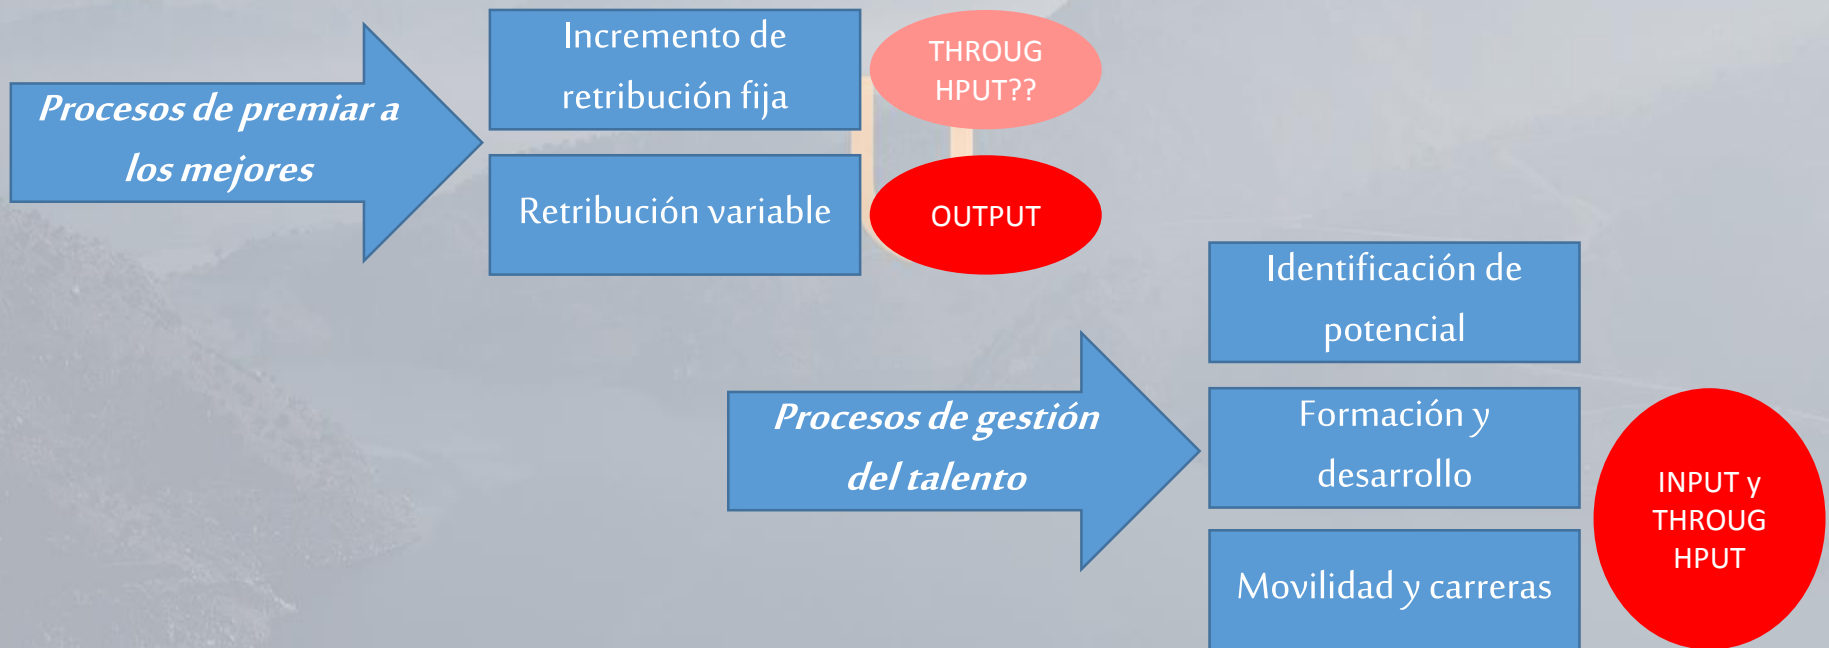 Procesos de premiar a
los mejores
Incremento de
retribución fija
THROUG
HPUT??
Retribución variable
OUTPUT
Procesos de gestión
del talento
Identificación de
potencial
Formación y
desarrollo
Movilidad y carreras
INPUT y
THROUG
HPUT